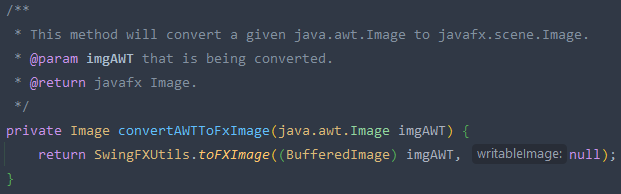 /**
 * This method will convert a given java.awt.Image to javafx.scene.Image.
 * @param imgAWT that is being converted.
 * @return javafx Image.
 */
private Image convertAWTToFxImage(java.awt.Image imgAWT) {
    return SwingFXUtils.toFXImage((BufferedImage) imgAWT, writableImage: null);
}